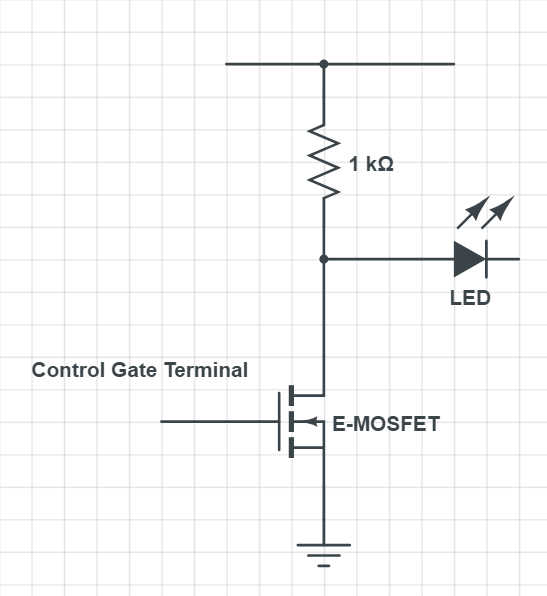 1 kΩ
LED
Control Gate Terminal
E-MOSFET